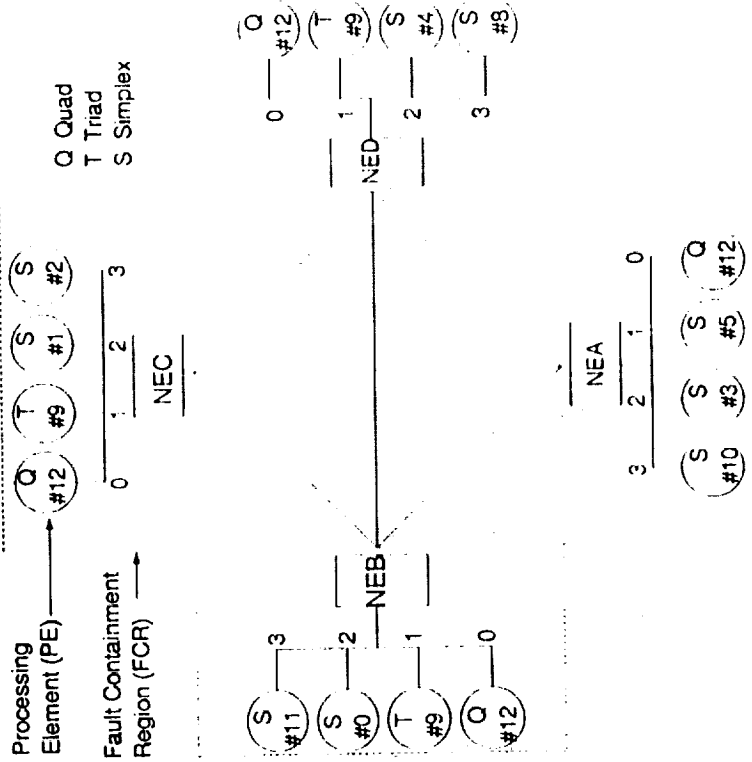 Processing
Element (PE)
Fault Containment
Region (FCR)
Q
#12
T
#9
S
#1
S
#2
0
1
2
3
NEC
Q Quad
T Triad
S Simplex
S
#11
S
#0
T
#9
Q
#12
3
2
1
0
NEB
NED
0
1
2
3
Q
#12
T
#9
S
#4
S
#8
NEA
3
2
1
0
S
#10
S
#3
S
#5
Q
#12